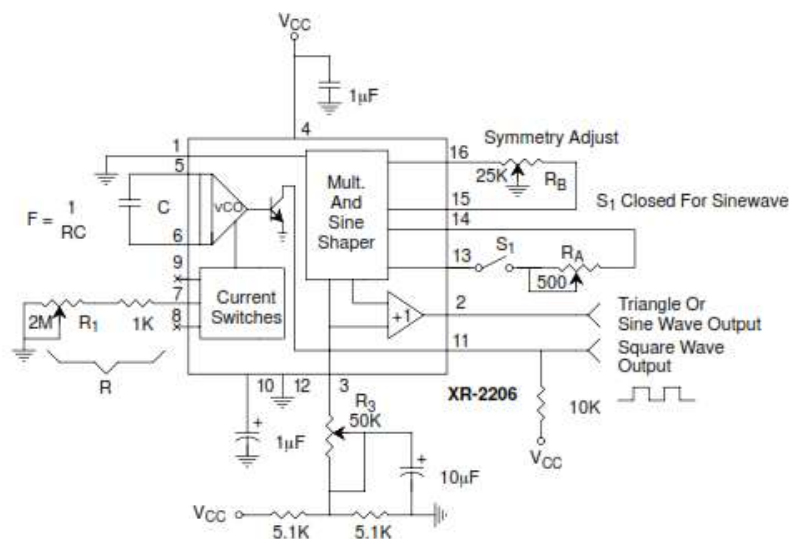 VCC
1µF
4
1
16
Symmetry Adjust
5
25K
RB
Mult.
And
Sine
Shaper
15
VCO
C
S1 Closed For Sinewave
14
F = 1
RC
6
13
S1
RA
500
9
Current
Switches
7
2M
R1
1K
8
+1
2
Triangle Or
Sine Wave Output
11
Square Wave
Output
R
10
12
3
XR-2206
10K
R3
50K
+
1µF
VCC
+
10µF
VCC
5.1K
5.1K